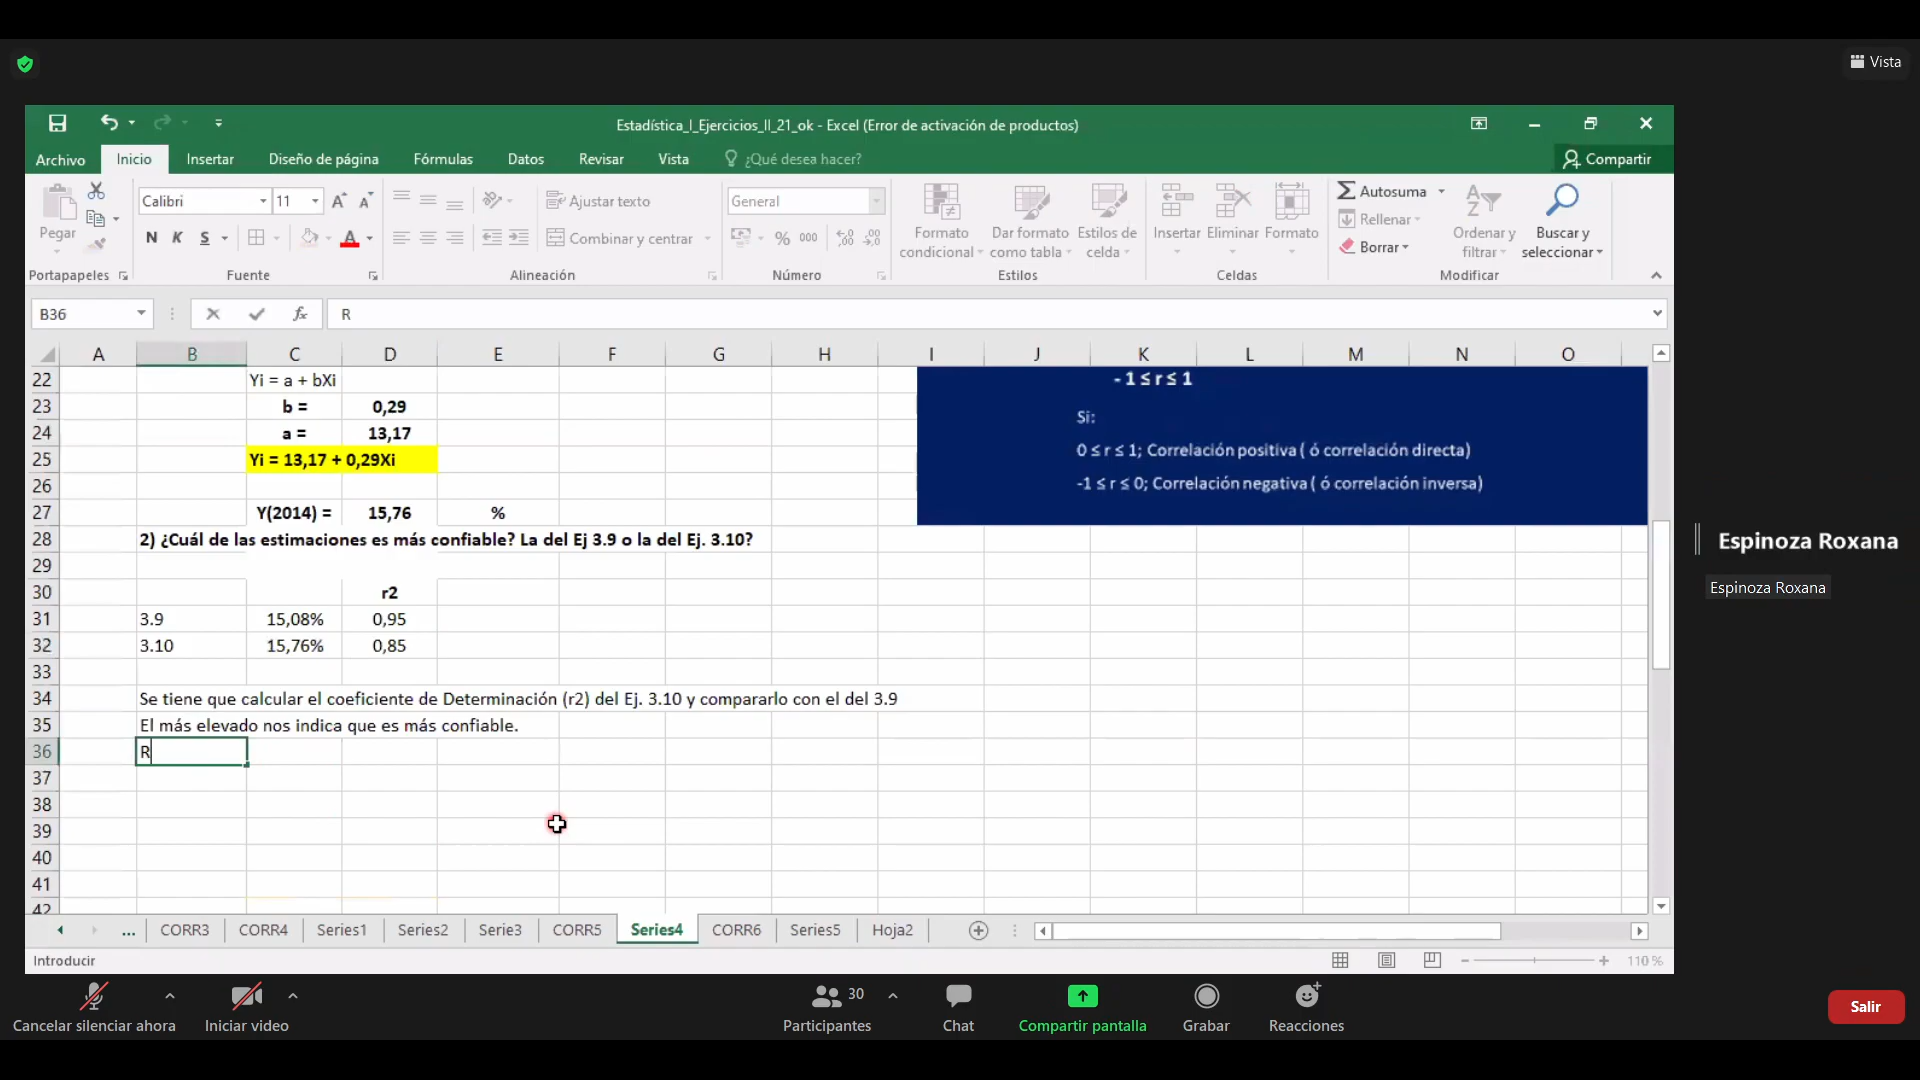 Vista
Estadística_I_Ejercicios_II_21_ok - Excel (Error de activación de productos)
Archivo Inicio Insertar Diseño de página Fórmulas Datos Revisar Vista ¿Qué desea hacer? Compartir
Calibri 11 Ajustar texto General Autosuma
Pegar Formato condicional Dar formato como tabla Estilos de celda Insertar Eliminar Formato Rellenar Ordenar y filtrar Buscar y seleccionar
N K S A Combinar y centrar % 000 Borrar
Portapapeles Fuente Alineación Número Estilos Celdas Modificar
B36 fx R
A B C D E F G H I J K L M N O
22 Yi = a + bXi - 1 ≤ r ≤ 1
23 b = 0,29 Si:
24 a = 13,17 0 ≤ r ≤ 1; Correlación positiva ( ó correlación directa)
25 Yi = 13,17 + 0,29Xi -1 ≤ r ≤ 0; Correlación negativa ( ó correlación inversa)
26
27 Y(2014) = 15,76 %
28 2) ¿Cuál de las estimaciones es más confiable? La del Ej 3.9 o la del Ej. 3.10?
29
30 r2
31 3.9 15,08% 0,95
32 3.10 15,76% 0,85
33
34 Se tiene que calcular el coeficiente de Determinación (r2) del Ej. 3.10 y compararlo con el del 3.9
35 El más elevado nos indica que es más confiable.
36 R
37
38
39
40
41
42
... CORR3 CORR4 Series1 Series2 Serie3 CORR5 Series4 CORR6 Series5 Hoja2
Introducir 110 %
Espinoza Roxana
Espinoza Roxana
30
Cancelar silenciar ahora Iniciar video Participantes Chat Compartir pantalla Grabar Reacciones Salir